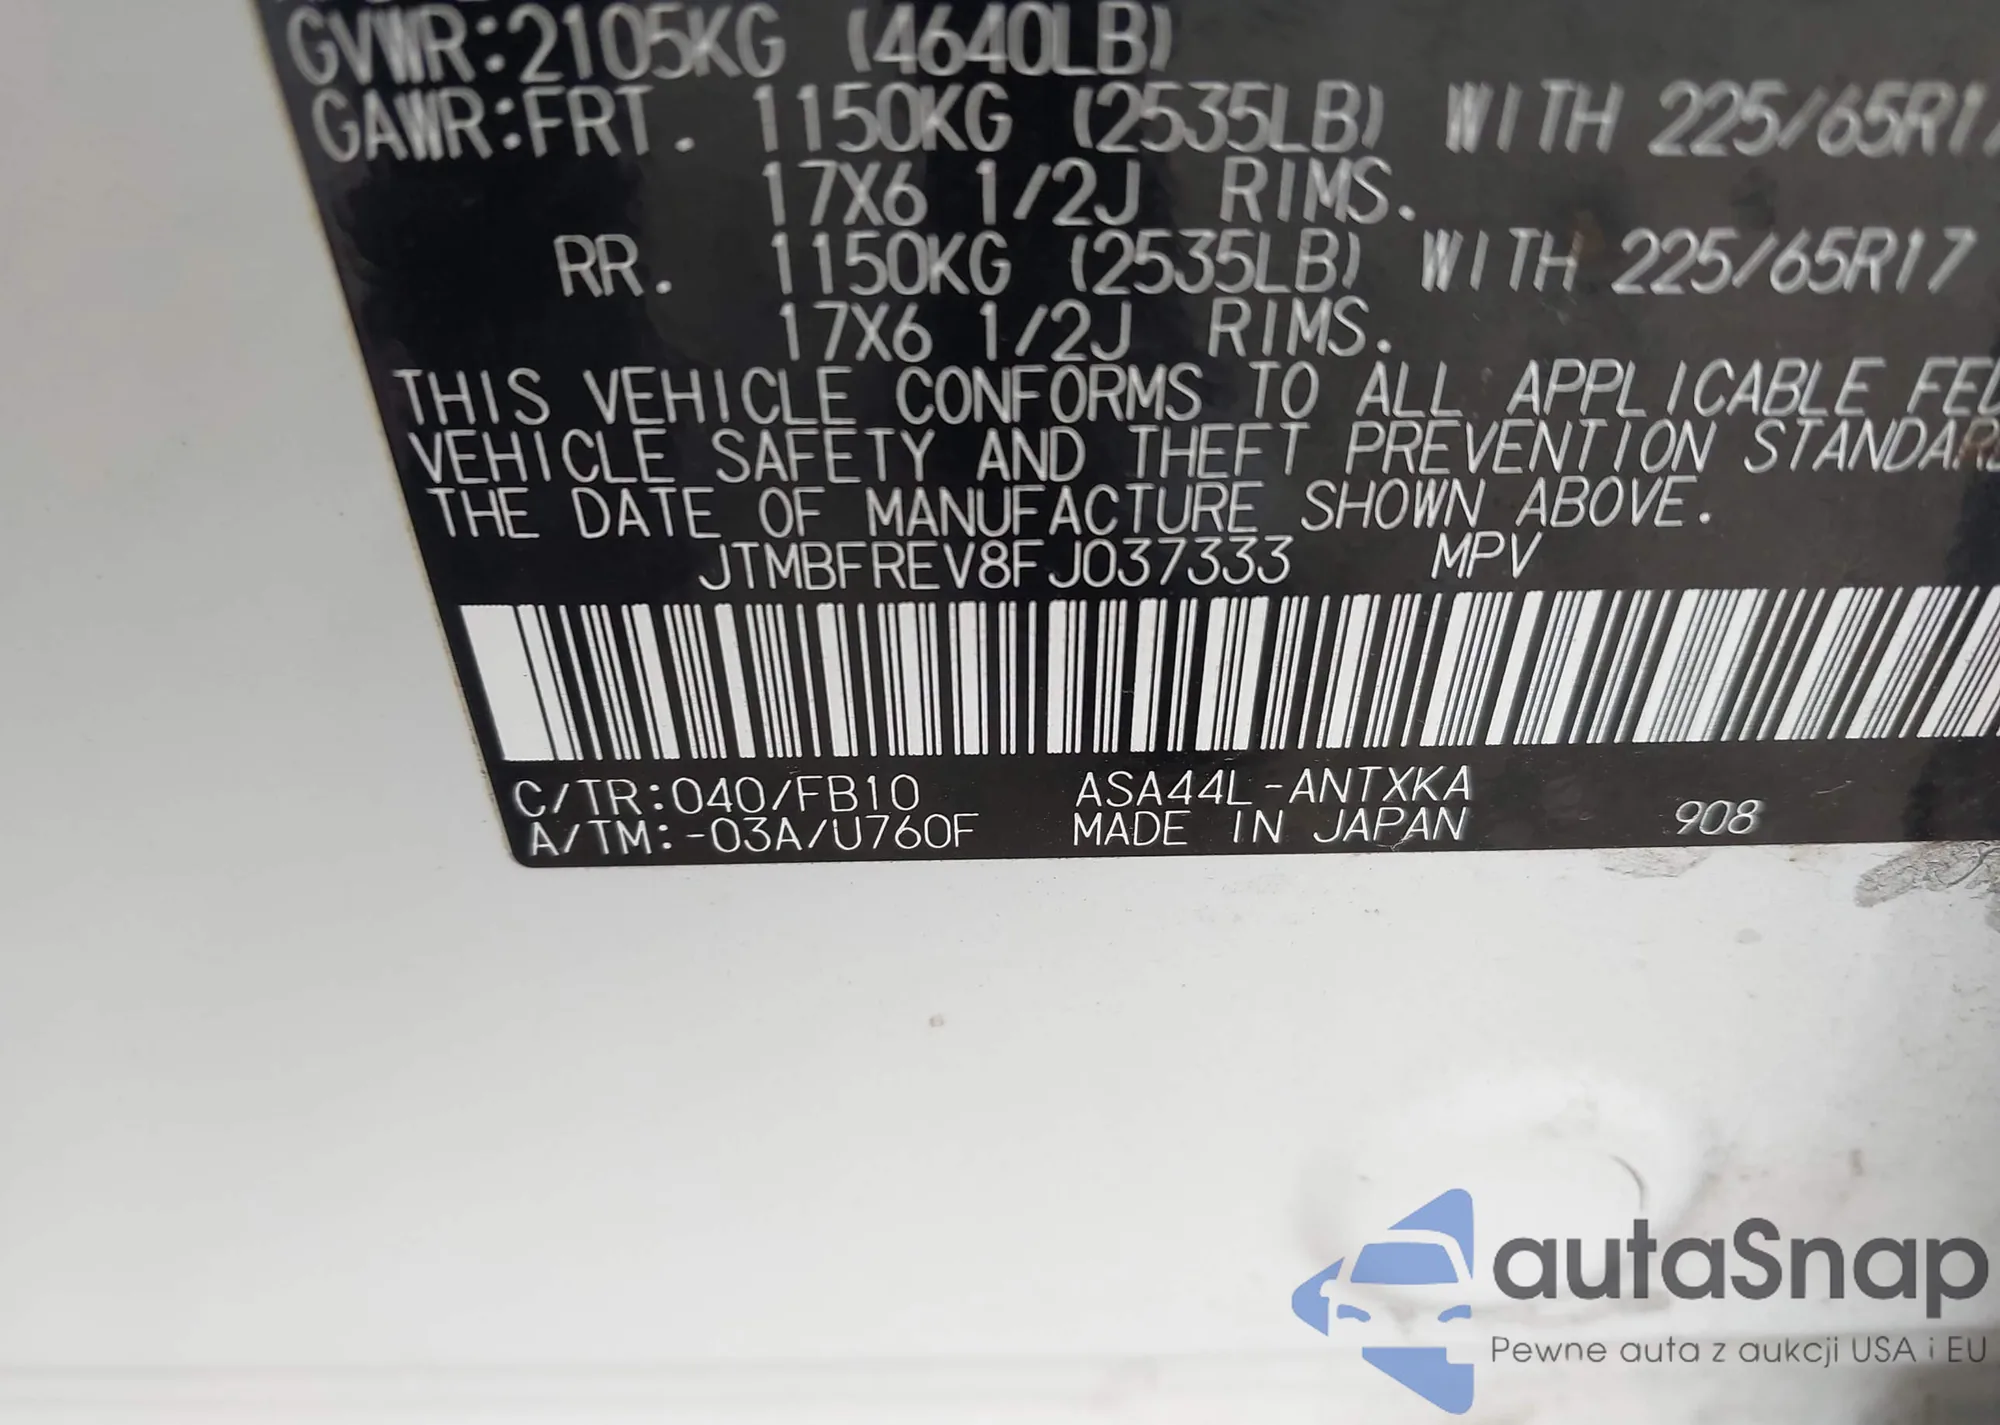 GVWR:2105KG (4640LB)
GAWR:FRT. 1150KG (2535LB) WITH 225/65R17
17X6 1/2J RIMS.
RR. 1150KG (2535LB) WITH 225/65R17
17X6 1/2J RIMS.
THIS VEHICLE CONFORMS TO ALL APPLICABLE FED
VEHICLE SAFETY AND THEFT PREVENTION STANDARD
THE DATE OF MANUFACTURE SHOWN ABOVE.
JTMBFREV8FJ037333 MPV
C/TR:040/FB10 ASA44L-ANTXKA
A/TM:-03A/U760F MADE IN JAPAN 908
autaSnap
Pewne auta z aukcji USA i EU